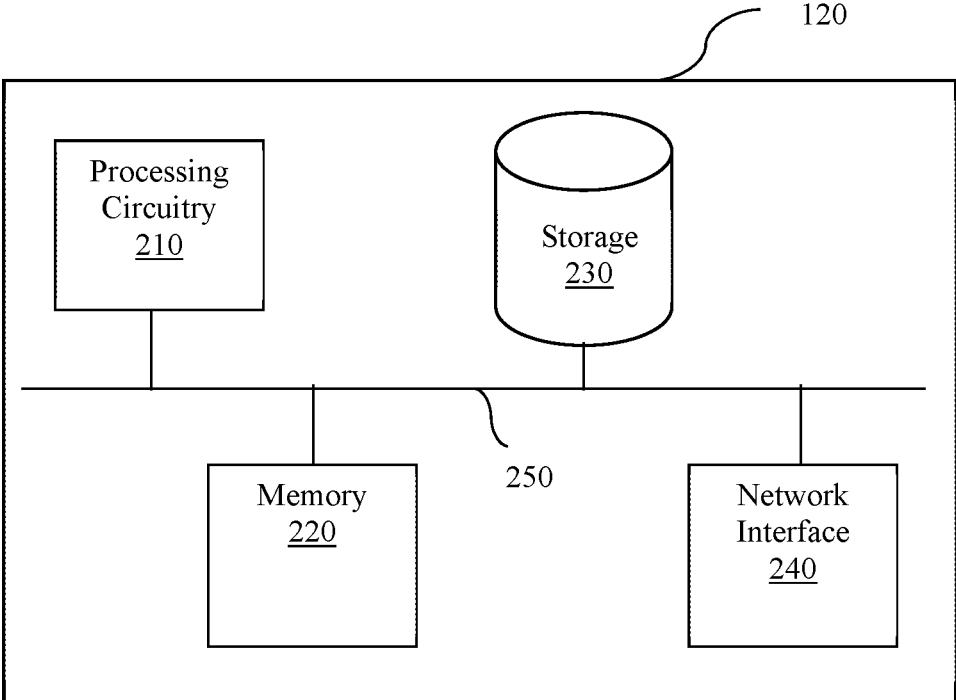 120
Processing
Circuitry
210
Storage
230
250
Memory
220
Network
Interface
240